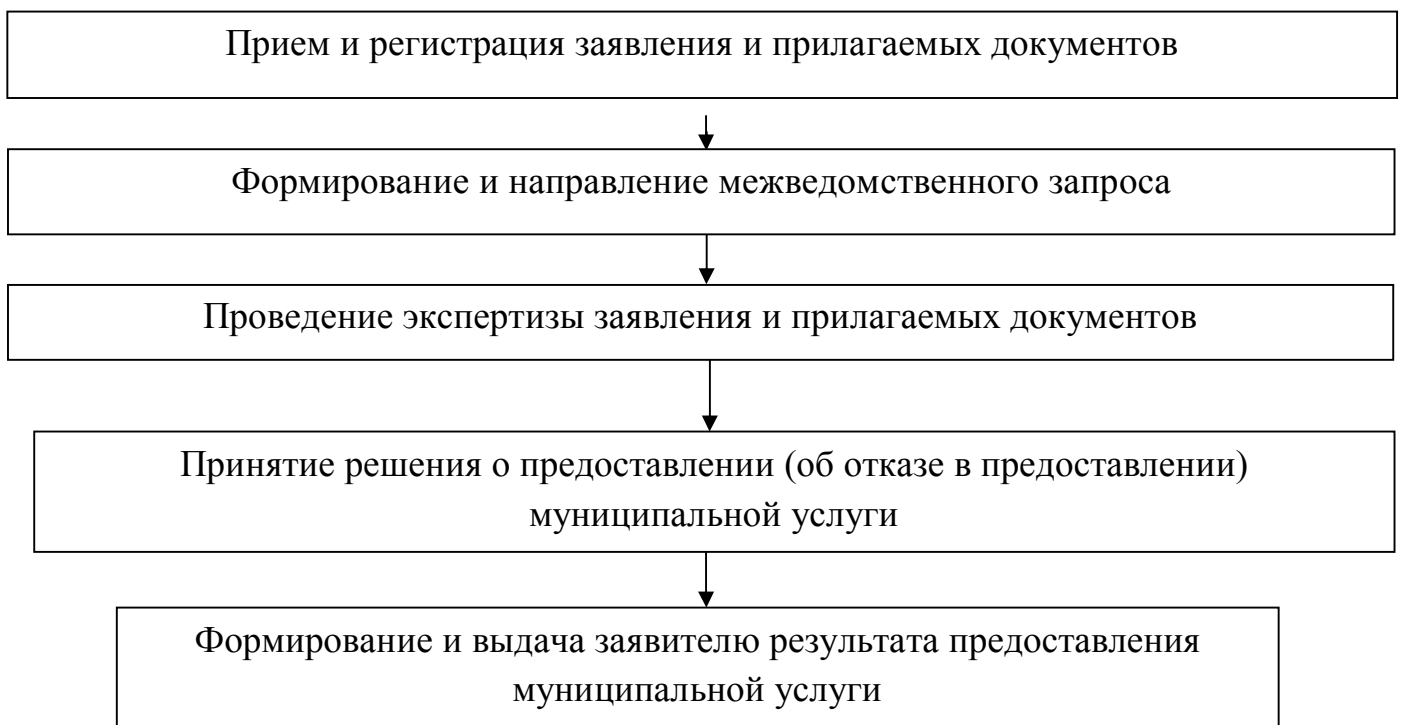 Прием и регистрация заявления и прилагаемых документов
Формирование и направление межведомственного запроса
Проведение экспертизы заявления и прилагаемых документов
Принятие решения о предоставлении (об отказе в предоставлении)
муниципальной услуги
Формирование и выдача заявителю результата предоставления
муниципальной услуги